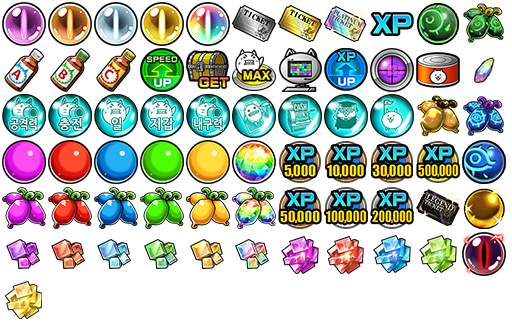 TICKET
TICKET
PLATINUM TICKET
XP
A
B
C
SPEED UP
GET
MAX
XP UP
공격력
충전
일
지갑
내구력
CASH
XP 5,000
XP 10,000
XP 30,000
XP 500,000
XP 50,000
XP 100,000
XP 200,000
LEGEND TICKET